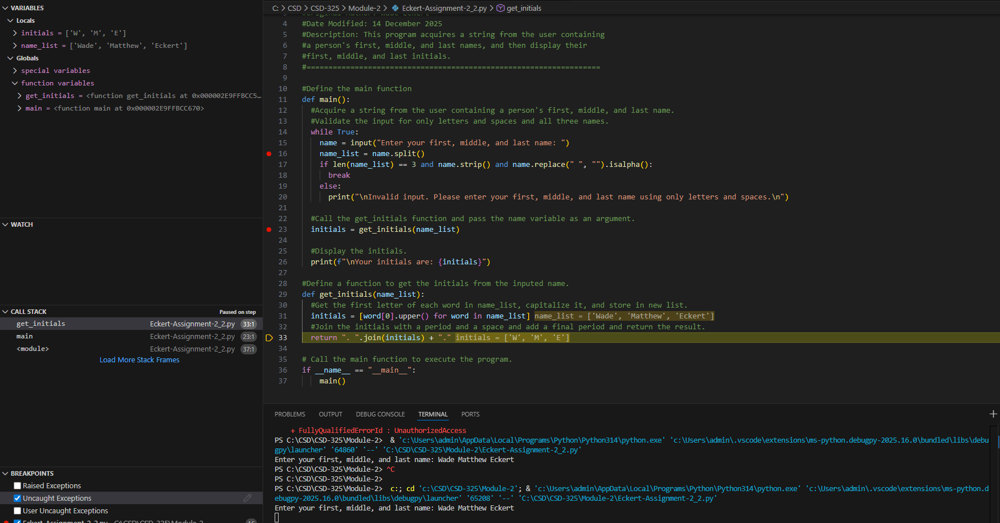 VARIABLES
Locals
initials = ['W', 'M', 'E']
name_list = ['Wade', 'Matthew', 'Eckert']
Globals
special variables
function variables
get_initials = <function get_initials at 0x000002E9FFBCC5...
main = <function main at 0x000002E9FFBCC670>
WATCH
CALL STACK Paused on step
get_initials Eckert-Assignment-2_2.py 33:1
main Eckert-Assignment-2_2.py 23:1
<module> Eckert-Assignment-2_2.py 37:1
Load More Stack Frames
BREAKPOINTS
Raised Exceptions
Uncaught Exceptions
User Uncaught Exceptions
Eckert-Assignment-2_2.py C:\CSD\CSD-325\Module-2 16
C: > CSD > CSD-325 > Module-2 > Eckert-Assignment-2_2.py > get_initials
4 #Date Modified: 14 December 2025
5 #Description: This program acquires a string from the user containing
6 #a person's first, middle, and last names, and then display their
7 #first, middle, and last initials.
8 #===================================================================
9
10 #Define the main function
11 def main():
12 #Acquire a string from the user containing a person's first, middle, and last name.
13 #Validate the input for only letters and spaces and all three names.
14 while True:
15 name = input("Enter your first, middle, and last name: ")
16 name_list = name.split()
17 if len(name_list) == 3 and name.strip() and name.replace(" ", "").isalpha():
18 break
19 else:
20 print("\nInvalid input. Please enter your first, middle, and last name using only letters and spaces.\n")
21
22 #Call the get_initials function and pass the name variable as an argument.
23 initials = get_initials(name_list)
24
25 #Display the initials.
26 print(f"\nYour initials are: {initials}")
27
28 #Define a function to get the initials from the inputed name.
29 def get_initials(name_list):
30 #Get the first letter of each word in name_list, capitalize it, and store in new list.
31 initials = [word[0].upper() for word in name_list] name_list = ['Wade', 'Matthew', 'Eckert']
32 #Join the initials with a period and a space and add a final period and return the result.
33 return ". ".join(initials) + "." initials = ['W', 'M', 'E']
34
35 # Call the main function to execute the program.
36 if __name__ == "__main__":
37 main()
PROBLEMS OUTPUT DEBUG CONSOLE TERMINAL PORTS
+ FullyQualifiedErrorId : UnauthorizedAccess
PS C:\CSD\CSD-325\Module-2> & 'c:\Users\admin\AppData\Local\Programs\Python\Python314\python.exe' 'c:\Users\admin\.vscode\extensions\ms-python.debugpy-2025.16.0\bundled\libs\debu
gpy\launcher' '64860' '--' 'C:\CSD\CSD-325\Module-2\Eckert-Assignment-2_2.py'
Enter your first, middle, and last name: Wade Matthew Eckert
PS C:\CSD\CSD-325\Module-2> ^C
PS C:\CSD\CSD-325\Module-2>
PS C:\CSD\CSD-325\Module-2> c:; cd 'c:\CSD\CSD-325\Module-2'; & 'c:\Users\admin\AppData\Local\Programs\Python\Python314\python.exe' 'c:\Users\admin\.vscode\extensions\ms-python.d
ebugpy-2025.16.0\bundled\libs\debugpy\launcher' '65208' '--' 'C:\CSD\CSD-325\Module-2\Eckert-Assignment-2_2.py'
Enter your first, middle, and last name: Wade Matthew Eckert